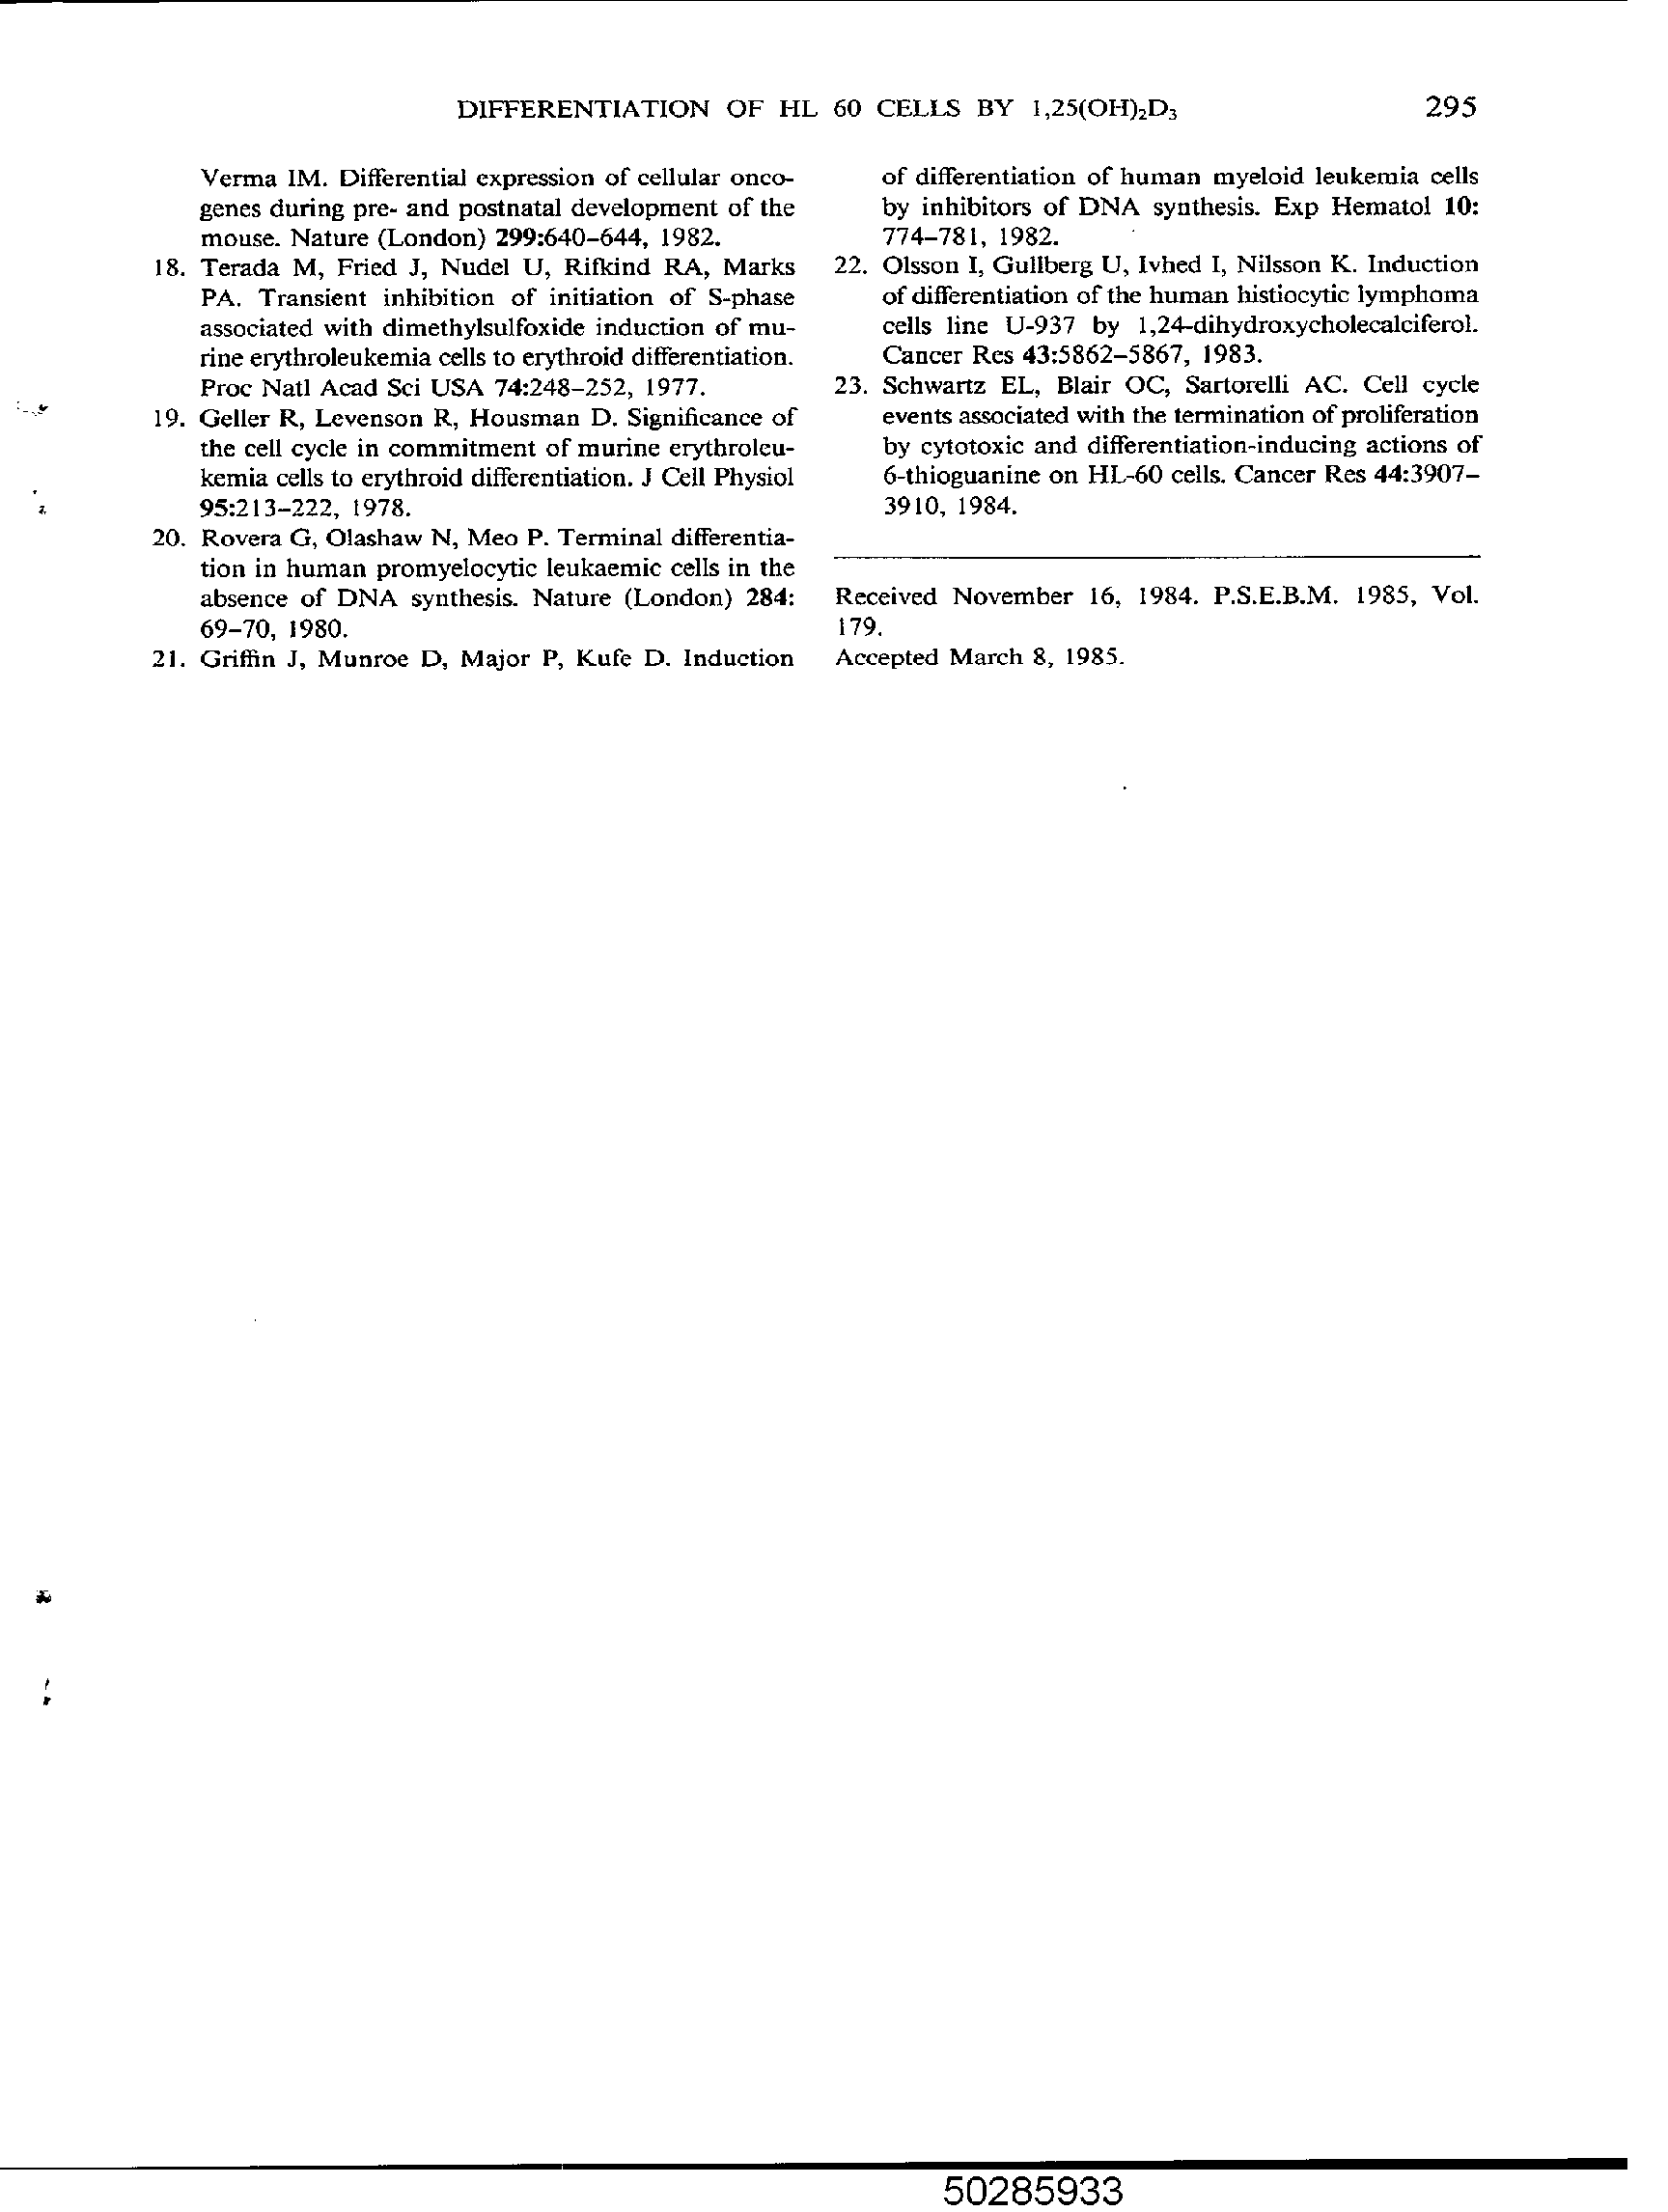 DIFFERENTIATION OF HL 60 CELLS BY 1,25(OH)₂D₃ 295
Verma IM. Differential expression of cellular onco-
genes during pre- and postnatal development of the
mouse. Nature (London) 299:640–644, 1982.
18. Terada M, Fried J, Nudel U, Rifkind RA, Marks
PA. Transient inhibition of initiation of S-phase
associated with dimethylsulfoxide induction of mu-
rine erythroleukemia cells to erythroid differentiation.
Proc Natl Acad Sci USA 74:248–252, 1977.
19. Geller R, Levenson R, Housman D. Significance of
the cell cycle in commitment of murine erythroleu-
kemia cells to erythroid differentiation. J Cell Physiol
95:213–222, 1978.
20. Rovera G, Olashaw N, Meo P. Terminal differentia-
tion in human promyelocytic leukaemic cells in the
absence of DNA synthesis. Nature (London) 284:
69–70, 1980.
21. Griffin J, Munroe D, Major P, Kufe D. Induction
of differentiation of human myeloid leukemia cells
by inhibitors of DNA synthesis. Exp Hematol 10:
774–781, 1982.
22. Olsson I, Gullberg U, Ivhed I, Nilsson K. Induction
of differentiation of the human histiocytic lymphoma
cells line U-937 by 1,24-dihydroxycholecalciferol.
Cancer Res 43:5862–5867, 1983.
23. Schwartz EL, Blair OC, Sartorelli AC. Cell cycle
events associated with the termination of proliferation
by cytotoxic and differentiation-inducing actions of
6-thioguanine on HL-60 cells. Cancer Res 44:3907–
3910, 1984.
Received November 16, 1984. P.S.E.B.M. 1985, Vol.
179.
Accepted March 8, 1985.
50285933